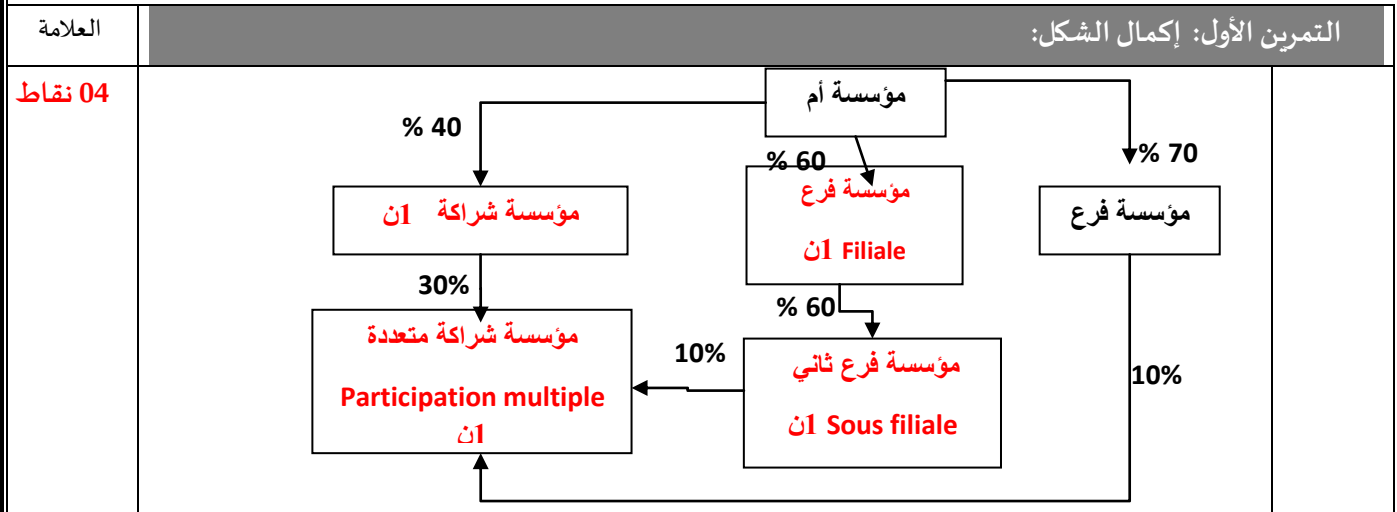 التمرين الأول: إكمال الشكل:
العلامة
04 نقاط
مؤسسة أم
% 40
% 60
% 70
مؤسسة شراكة 1ن
مؤسسة فرع
1ن Filiale
مؤسسة فرع
30%
% 60
مؤسسة شراكة متعددة
Participation multiple
1ن
10%
مؤسسة فرع ثاني
1ن Sous filiale
10%